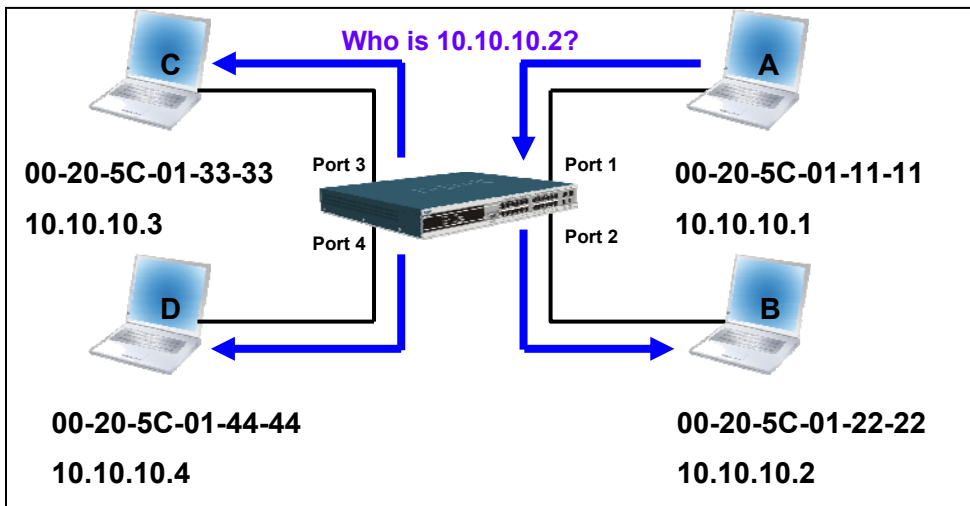 Who is 10.10.10.2?
C
A
Port 3
Port 1
00-20-5C-01-33-33
10.10.10.3
00-20-5C-01-11-11
10.10.10.1
Port 4
Port 2
D
B
00-20-5C-01-44-44
10.10.10.4
00-20-5C-01-22-22
10.10.10.2